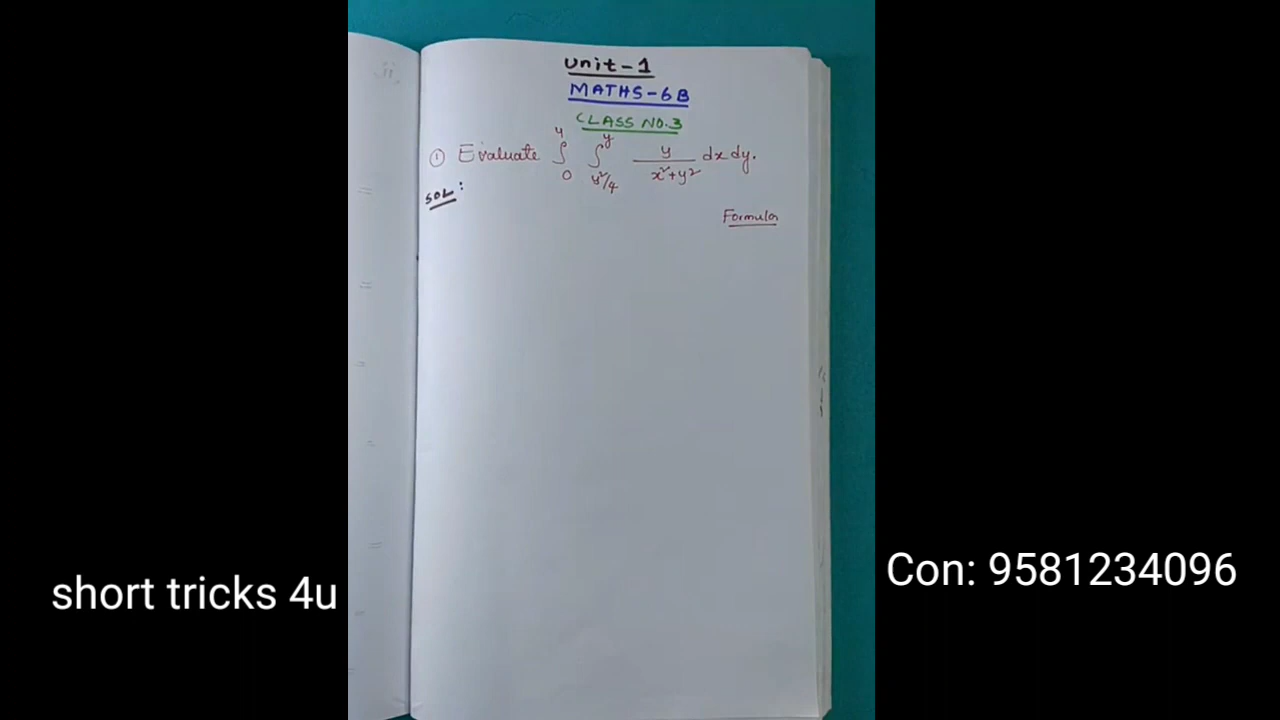 Unit-1
MATHS-6B
CLASS NO.3
① Evaluate ∫₀⁴ ∫_{y²/4}^{y} y/(x²+y²) dx dy.
SOL:
Formula
short tricks 4u
Con: 9581234096